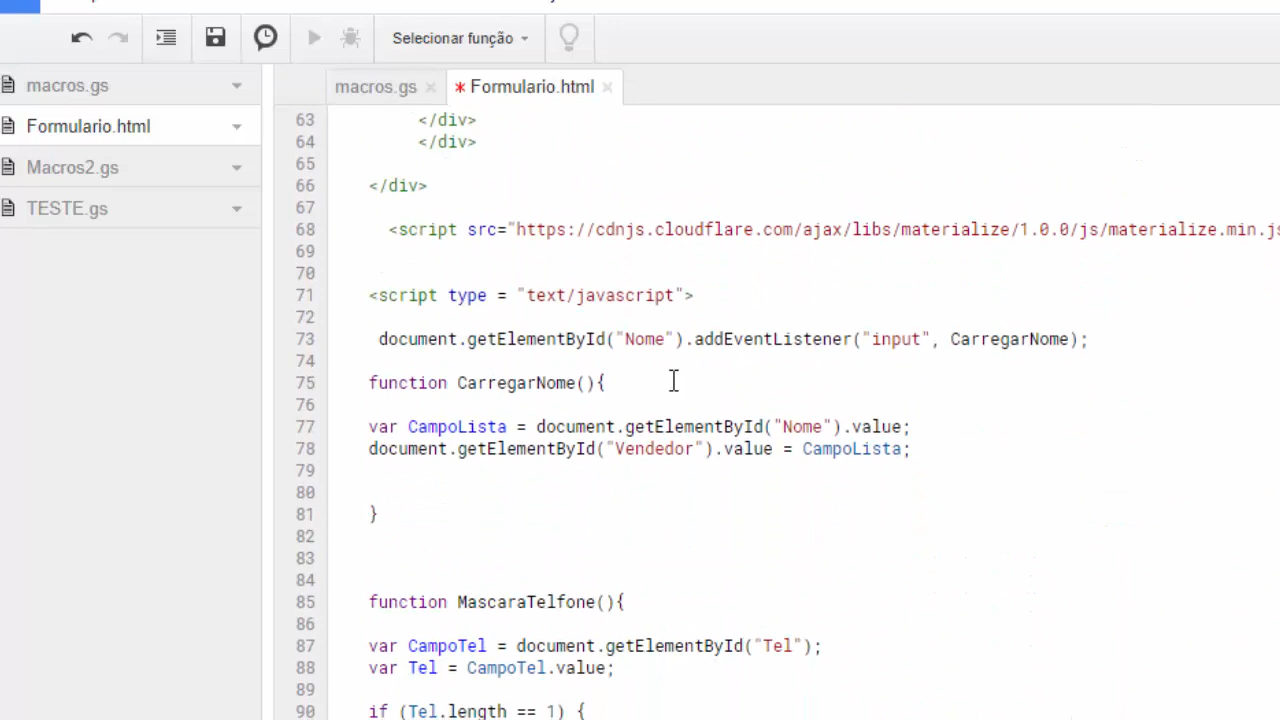 Selecionar função
macros.gs
Formulario.html
Macros2.gs
TESTE.gs
macros.gs × * Formulario.html ×
63 </div>
64 </div>
65
66 </div>
67
68 <script src="https://cdnjs.cloudflare.com/ajax/libs/materialize/1.0.0/js/materialize.min.js
69
70
71 <script type = "text/javascript">
72
73 document.getElementById("Nome").addEventListener("input", CarregarNome);
74
75 function CarregarNome(){
76
77 var CampoLista = document.getElementById("Nome").value;
78 document.getElementById("Vendedor").value = CampoLista;
79
80
81 }
82
83
84
85 function MascaraTelfone(){
86
87 var CampoTel = document.getElementById("Tel");
88 var Tel = CampoTel.value;
89
90 if (Tel.length == 1) {